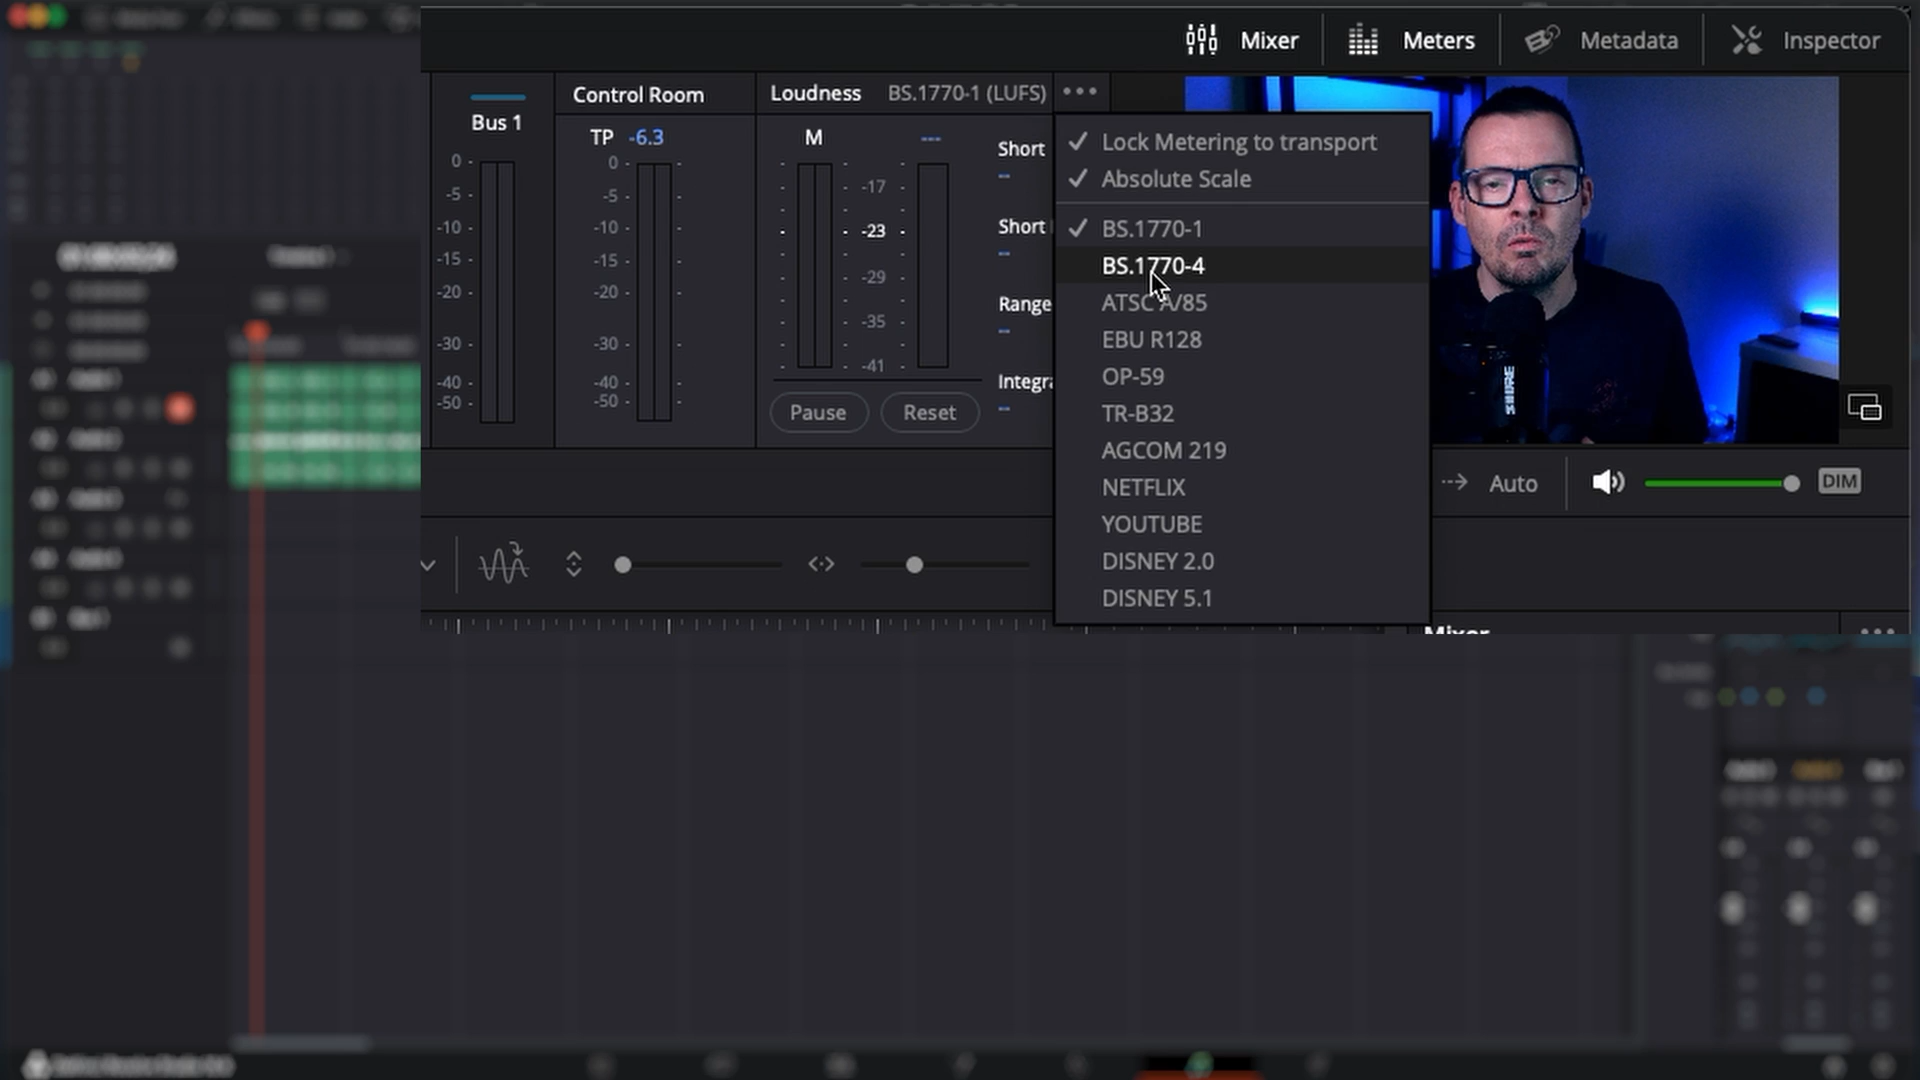 Mixer
Meters
Metadata
Inspector
Bus 1
0
-5
-10
-15
-20
-30
-40
-50
Control Room
TP -6.3
0
-5
-10
-15
-20
-30
-40
-50
Loudness BS.1770-1 (LUFS)
M ---
-17
-23
-29
-35
-41
Pause
Reset
Short
--
Short
--
Range
--
Integra
--
Lock Metering to transport
Absolute Scale
BS.1770-1
BS.1770-4
ATSC A/85
EBU R128
OP-59
TR-B32
AGCOM 219
NETFLIX
YOUTUBE
DISNEY 2.0
DISNEY 5.1
SHURE
Auto
DIM
Mixer